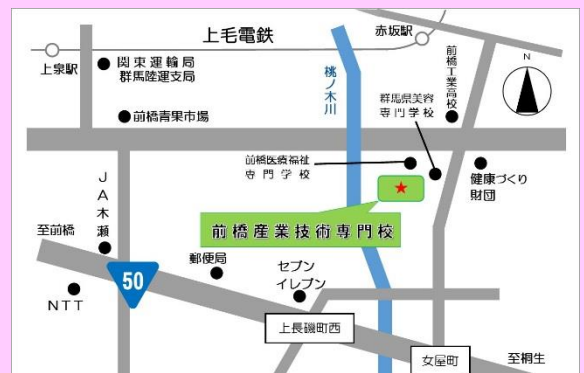 上毛電鉄
赤坂駅
上泉駅
関東運輸局
群馬陸運支局
前橋青果市場
桃ノ木川
群馬県美容
専門学校
前橋工業高校
N
前橋医療福祉
専門学校
健康づくり
財団
JA木瀬
至前橋
前橋産業技術専門校
郵便局
セブン
イレブン
50
NTT
上長磯町西
女屋町
至桐生